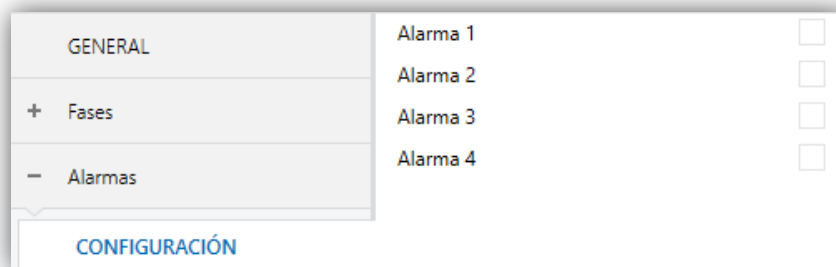 GENERAL
+ Fases
− Alarmas
CONFIGURACIÓN
Alarma 1
Alarma 2
Alarma 3
Alarma 4